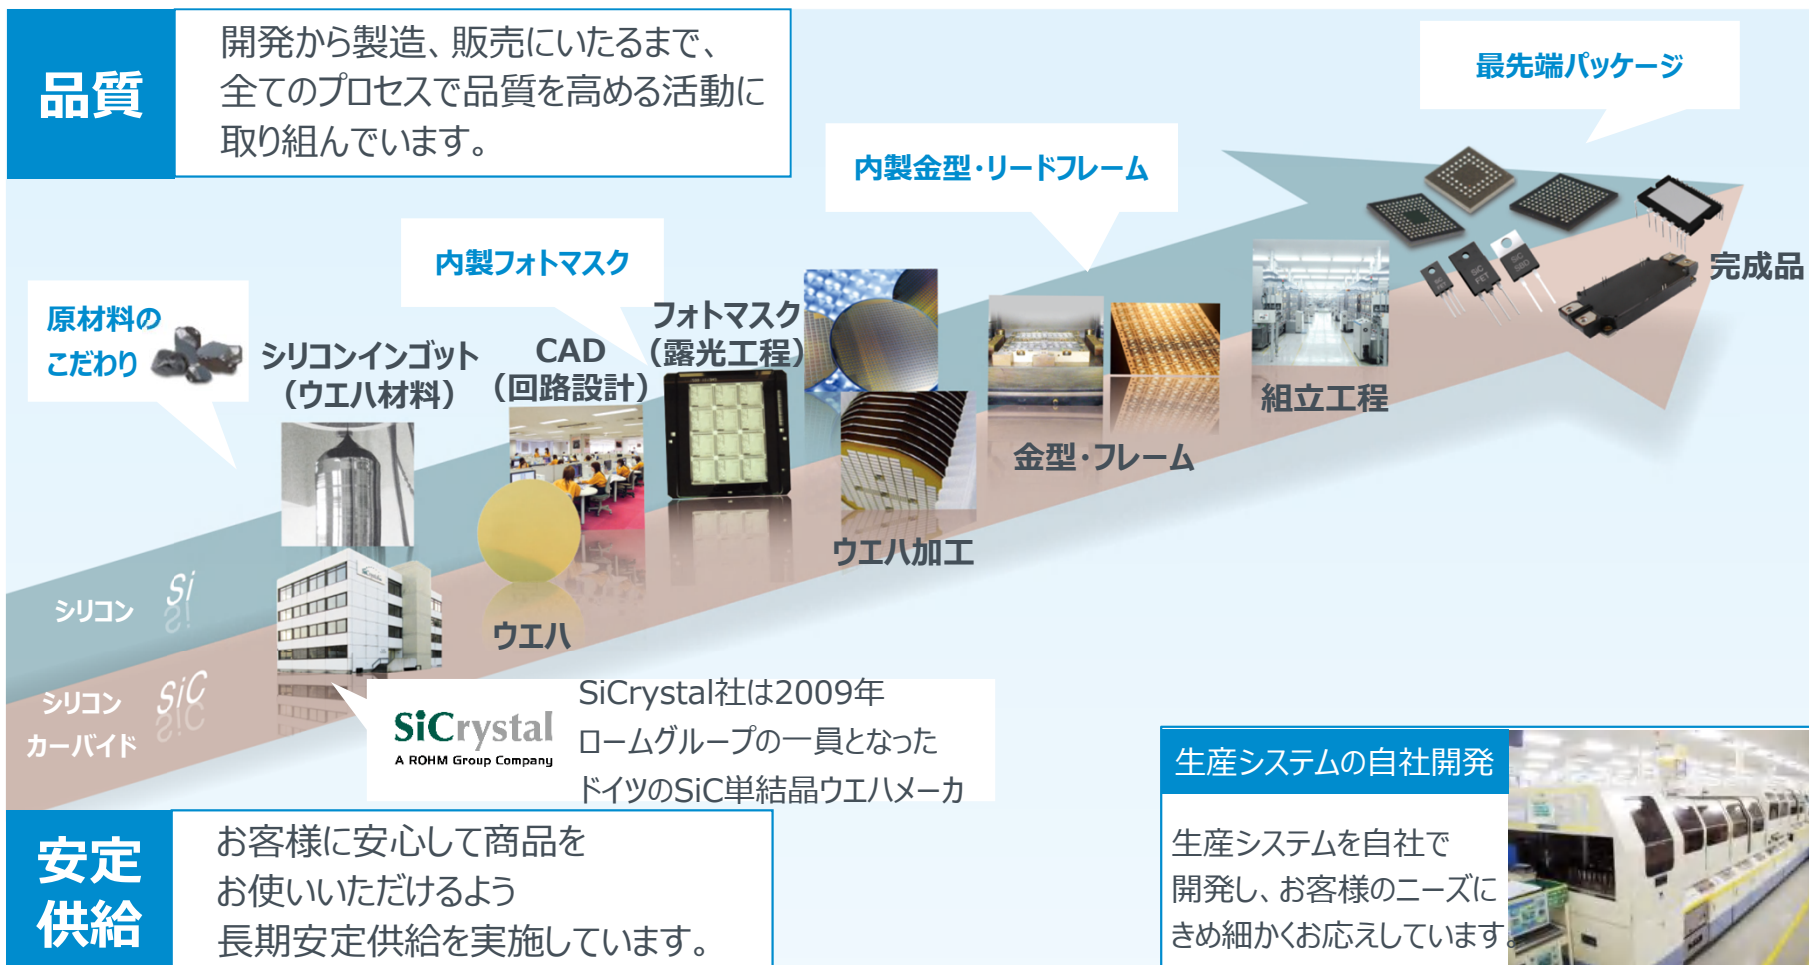 品質
開発から製造、販売にいたるまで、
全てのプロセスで品質を高める活動に
取り組んでいます。
最先端パッケージ
内製金型・リードフレーム
内製フォトマスク
原材料の
こだわり
シリコンインゴット
（ウエハ材料）
CAD
（回路設計）
フォトマスク
（露光工程）
ウエハ加工
金型・フレーム
組立工程
SiC
FET
SiC
SBD
完成品
シリコン
Si
ウエハ
シリコン
カーバイド
SiC
SiCrystal
A ROHM Group Company
SiCrystal社は2009年
ロームグループの一員となった
ドイツのSiC単結晶ウエハメーカ
安定
供給
お客様に安心して商品を
お使いいただけるよう
長期安定供給を実施しています。
生産システムの自社開発
生産システムを自社で
開発し、お客様のニーズに
きめ細かくお応えしています。